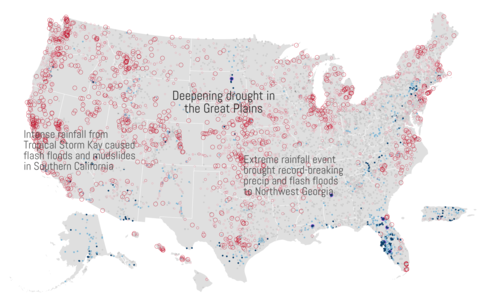 Deepening drought in
the Great Plains
Intense rainfall from
Tropical Storm Kay caused
flash floods and mudslides
in Southern California
Extreme rainfall event
brought record-breaking
precip and flash floods
to Northwest Georgia